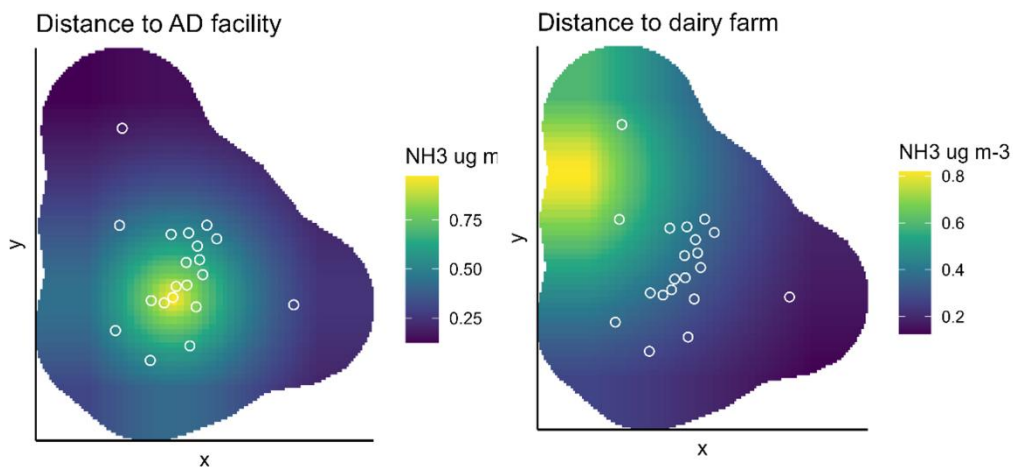 Distance to AD facility
NH3 ug m
0.75
0.50
0.25
y
x
Distance to dairy farm
NH3 ug m-3
0.8
0.6
0.4
0.2
y
x